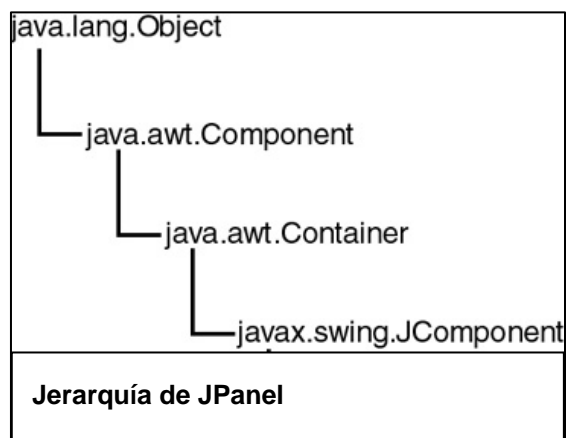 java.lang.Object
java.awt.Component
java.awt.Container
javax.swing.JComponent
Jerarquía de JPanel